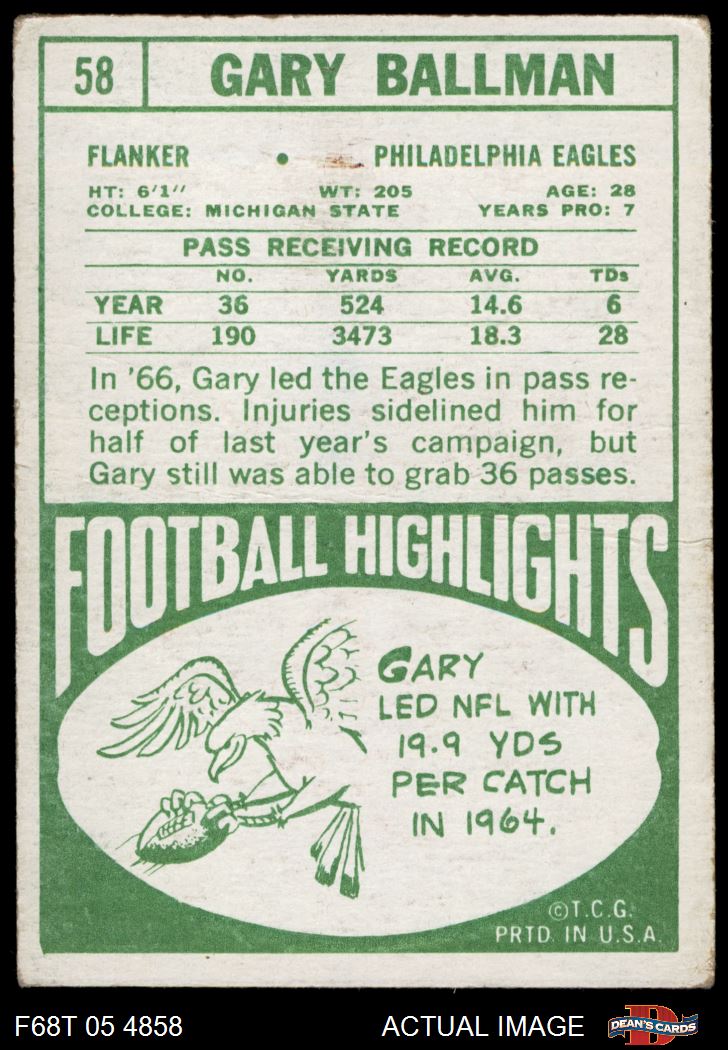 58 GARY BALLMAN
FLANKER • PHILADELPHIA EAGLES
HT: 6'1" WT: 205 AGE: 28
COLLEGE: MICHIGAN STATE YEARS PRO: 7
PASS RECEIVING RECORD
NO. YARDS AVG. TDs
YEAR 36 524 14.6 6
LIFE 190 3473 18.3 28
In '66, Gary led the Eagles in pass re-
ceptions. Injuries sidelined him for
half of last year's campaign, but
Gary still was able to grab 36 passes.
FOOTBALL HIGHLIGHTS
GARY
LED NFL WITH
19.9 YDS
PER CATCH
IN 1964.
©T.C.G.
PRTD. IN U.S.A.
F68T 05 4858 ACTUAL IMAGE D DEAN'S CARDS